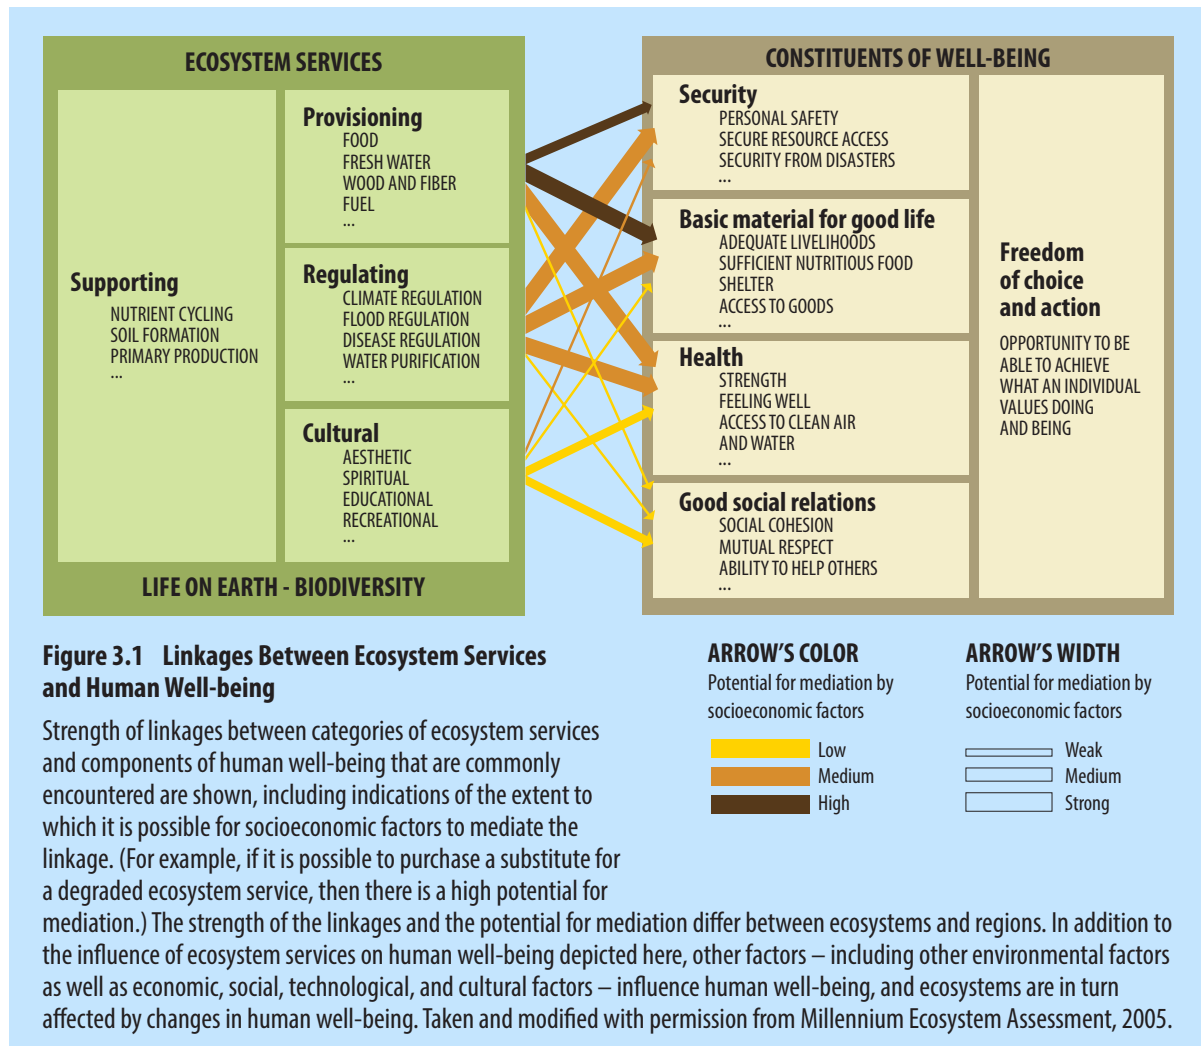 ECOSYSTEM SERVICES
Supporting
NUTRIENT CYCLING
SOIL FORMATION
PRIMARY PRODUCTION
...
Provisioning
FOOD
FRESH WATER
WOOD AND FIBER
FUEL
...
Regulating
CLIMATE REGULATION
FLOOD REGULATION
DISEASE REGULATION
WATER PURIFICATION
...
Cultural
AESTHETIC
SPIRITUAL
EDUCATIONAL
RECREATIONAL
...
LIFE ON EARTH - BIODIVERSITY
CONSTITUENTS OF WELL-BEING
Security
PERSONAL SAFETY
SECURE RESOURCE ACCESS
SECURITY FROM DISASTERS
...
Basic material for good life
ADEQUATE LIVELIHOODS
SUFFICIENT NUTRITIOUS FOOD
SHELTER
ACCESS TO GOODS
...
Health
STRENGTH
FEELING WELL
ACCESS TO CLEAN AIR
AND WATER
...
Good social relations
SOCIAL COHESION
MUTUAL RESPECT
ABILITY TO HELP OTHERS
...
Freedom
of choice
and action
OPPORTUNITY TO BE
ABLE TO ACHIEVE
WHAT AN INDIVIDUAL
VALUES DOING
AND BEING
Figure 3.1 Linkages Between Ecosystem Services
and Human Well-being
Strength of linkages between categories of ecosystem services
and components of human well-being that are commonly
encountered are shown, including indications of the extent to
which it is possible for socioeconomic factors to mediate the
linkage. (For example, if it is possible to purchase a substitute for
a degraded ecosystem service, then there is a high potential for
mediation.) The strength of the linkages and the potential for mediation differ between ecosystems and regions. In addition to
the influence of ecosystem services on human well-being depicted here, other factors – including other environmental factors
as well as economic, social, technological, and cultural factors – influence human well-being, and ecosystems are in turn
affected by changes in human well-being. Taken and modified with permission from Millennium Ecosystem Assessment, 2005.
ARROW'S COLOR
Potential for mediation by
socioeconomic factors
Low
Medium
High
ARROW'S WIDTH
Potential for mediation by
socioeconomic factors
Weak
Medium
Strong